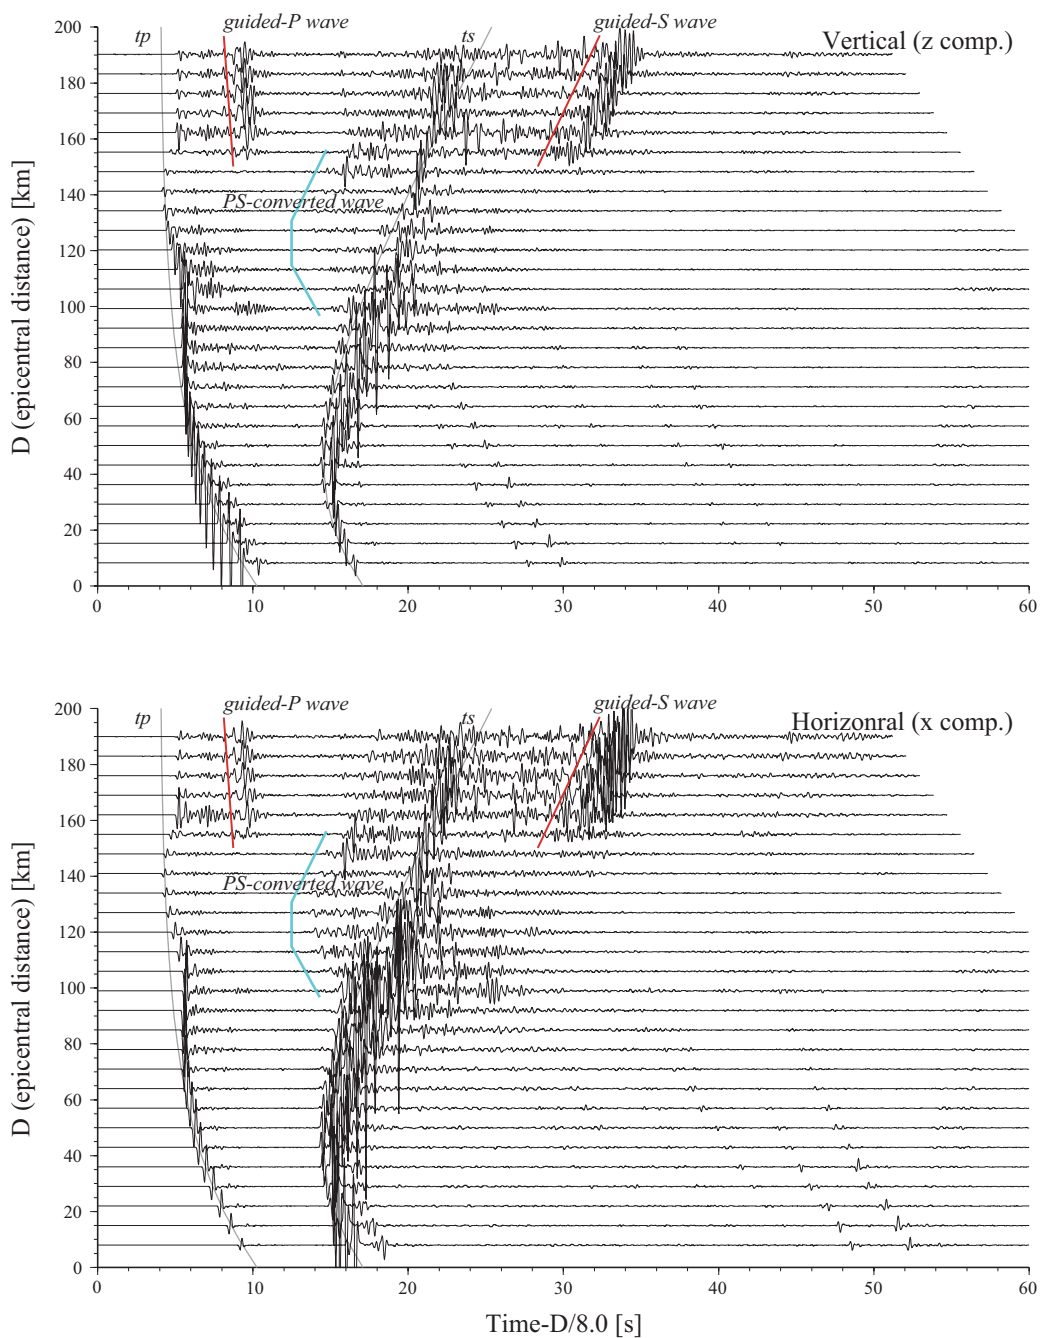 guided-P wave
guided-S wave
tp
ts
Vertical (z comp.)
200
180
160
140
120
100
80
60
40
20
0
D (epicentral distance) [km]
PS-converted wave
0
10
20
30
40
50
60
guided-P wave
guided-S wave
tp
ts
Horizonral (x comp.)
200
180
160
140
120
100
80
60
40
20
0
D (epicentral distance) [km]
PS-converted wave
0
10
20
30
40
50
60
Time-D/8.0 [s]